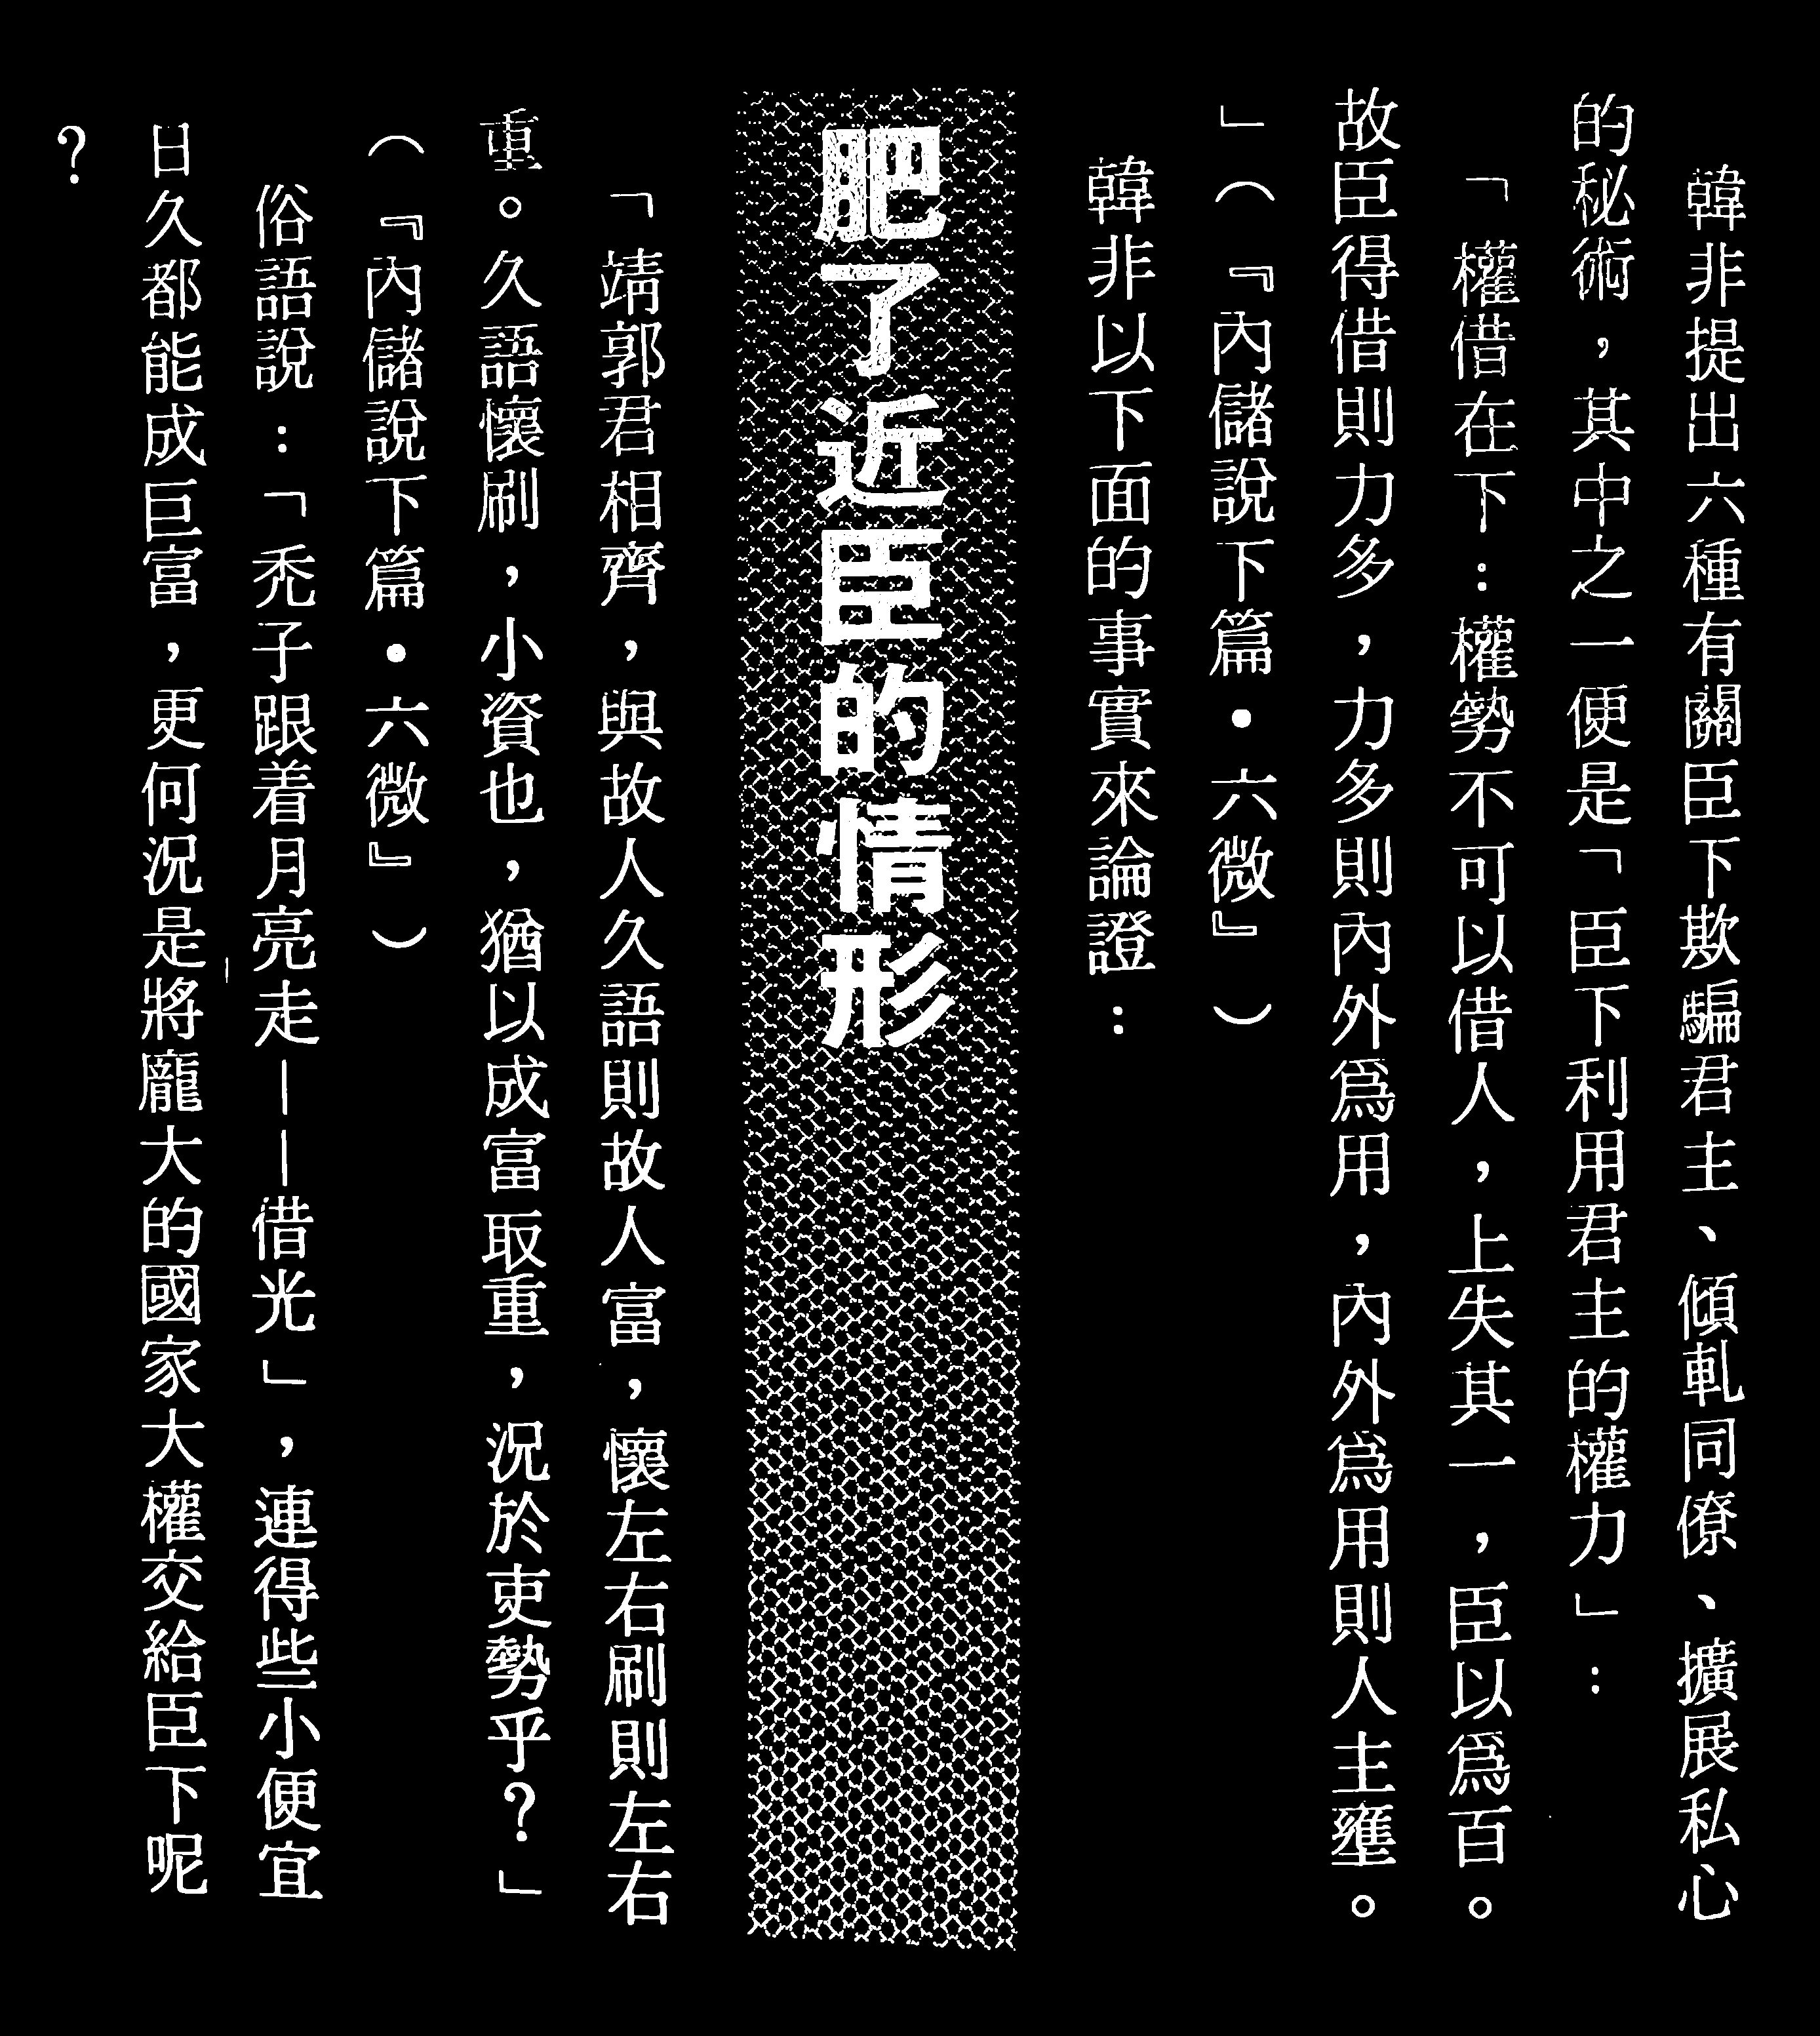 韓非提出六種有關臣下欺騙君主、傾軋同僚、擴展私心
的秘術，其中之一便是「臣下利用君主的權力」：
「權借在下：權勢不可以借人，上失其一，臣以爲百。
故臣得借則力多，力多則內外爲用，內外爲用則人主壅。
」（『內儲說下篇・六微』）
韓非以下面的事實來論證：
肥了近臣的情形
「靖郭君相齊，與故人久語則故人富，懷左右刷則左右
重。久語懷刷，小資也，猶以成富取重，況於吏勢乎？」
（『內儲說下篇・六微』）
俗語說：「禿子跟着月亮走——借光」，連得些小便宜
日久都能成巨富，更何況是將龐大的國家大權交給臣下呢
？